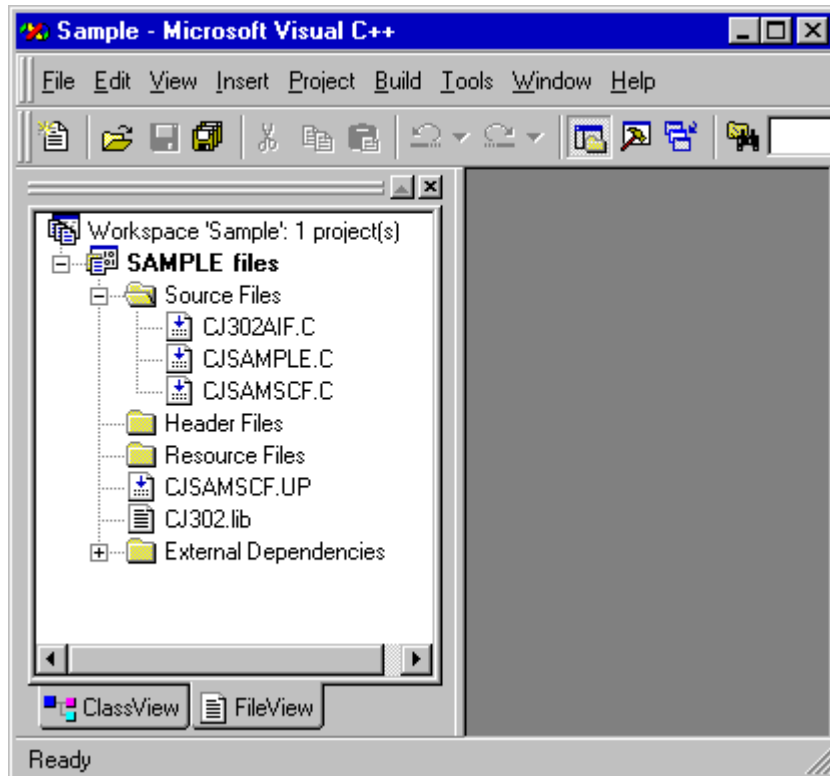 Sample - Microsoft Visual C++
File Edit View Insert Project Build Tools Window Help
Workspace 'Sample': 1 project(s)
SAMPLE files
Source Files
CJ302AIF.C
CJSAMPLE.C
CJSAMSCF.C
Header Files
Resource Files
CJSAMSCF.UP
CJ302.lib
External Dependencies
ClassView FileView
Ready